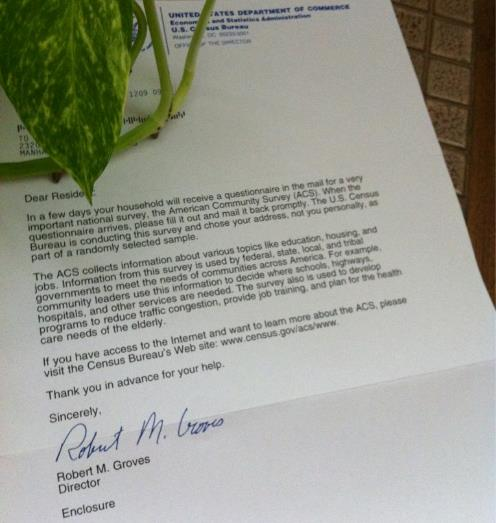 UNITED STATES DEPARTMENT OF COMMERCE
and Statistics Administration
U.S. Census Bureau
DC
OFFICE OF THE DIRECTOR
1209 09
TO
Dear
In a few days your household will receive a questionnaire in the mail for a very
important national survey, the American Community Survey (ACS). When the
questionnaire arrives, please fill it out and mail it back promptly. The U.S. Census
Bureau is conducting this survey and chose your address, not you personally, as
part of a randomly selected sample.
The ACS collects information about various topics like education, housing, and
jobs. Information from this survey is used by federal, state, local, and tribal
governments to meet the needs of communities across America. For example,
community leaders use this information to decide where schools, highways,
hospitals, and other services are needed. The survey also is used to develop
programs to reduce traffic congestion, provide job training, and plan for the health
care needs of the elderly.
If you have access to the Internet and want to learn more about the ACS, please
visit the Census Bureau's Web site: www.census.gov/acs/www.
Thank you in advance for your help.
Sincerely,
Robert M. Groves
Robert M. Groves
Director
Enclosure